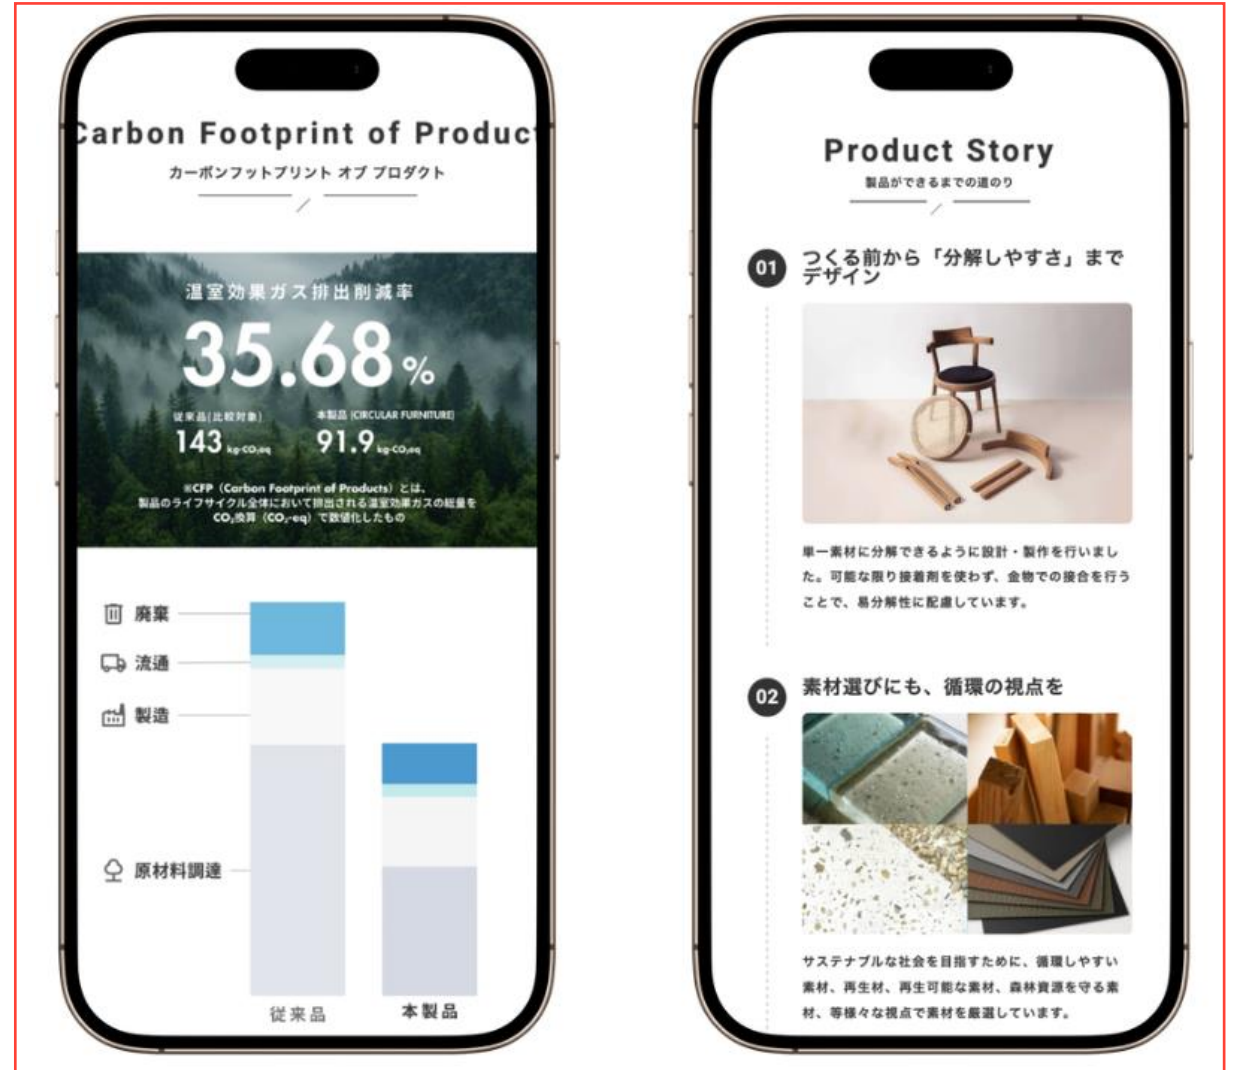 Carbon Footprint of Product
カーボンフットプリント オブ プロダクト
温室効果ガス排出削減率
35.68%
従来品(比較対象)
143 kg-CO₂eq
本製品 (CIRCULAR FURNITURE)
91.9 kg-CO₂eq
※CFP（Carbon Footprint of Products）とは、
製品のライフサイクル全体において排出される温室効果ガスの総量を
CO₂換算（CO₂-eq）で数値化したもの
廃棄
流通
製造
原材料調達
従来品
本製品
Product Story
製品ができるまでの道のり
01
つくる前から「分解しやすさ」まで
デザイン
単一素材に分解できるように設計・製作を行いまし
た。可能な限り接着剤を使わず、金物での接合を行う
ことで、易分解性に配慮しています。
02
素材選びにも、循環の視点を
サステナブルな社会を目指すために、循環しやすい
素材、再生材、再生可能な素材、森林資源を守る素
材、等様々な視点で素材を厳選しています。